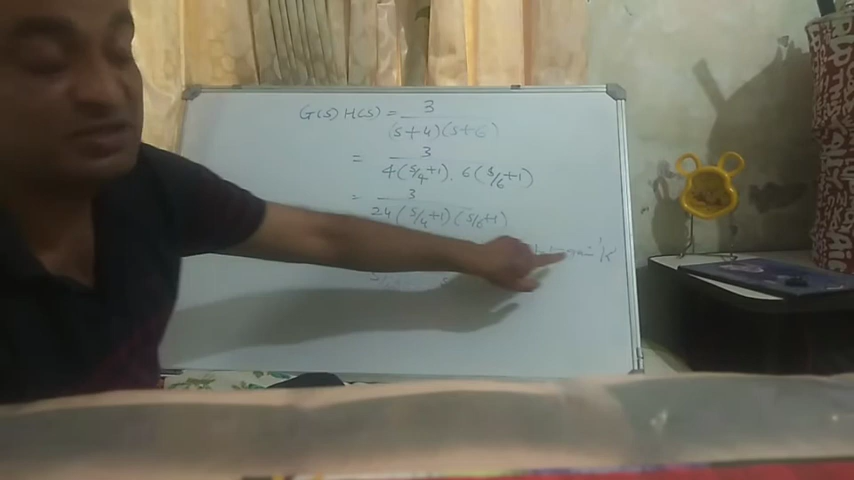 G(s) H(s) = 3/((s+4)(s+6))
= 3/(4(s/4+1) . 6(s/6+1))
= 3/(24(s/4+1)(s/6+1))
'K'